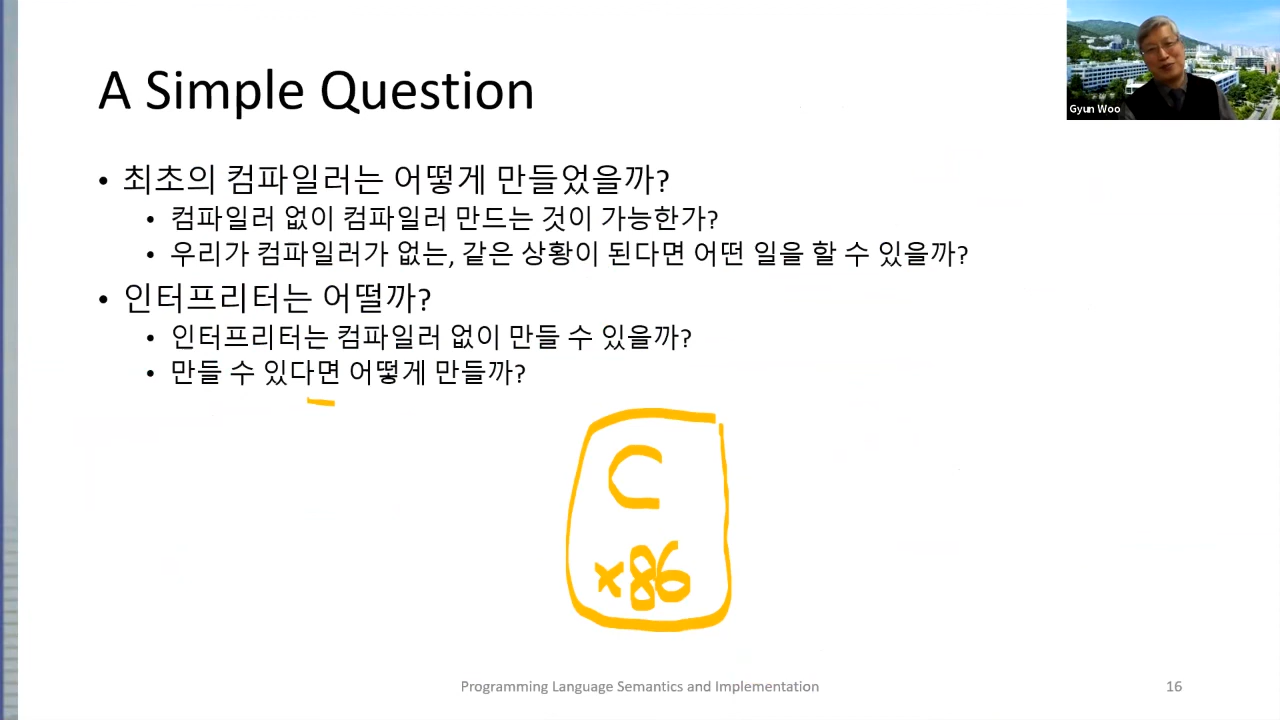 A Simple Question
Gyun Woo
• 최초의 컴파일러는 어떻게 만들었을까?
• 컴파일러 없이 컴파일러 만드는 것이 가능한가?
• 우리가 컴파일러가 없는, 같은 상황이 된다면 어떤 일을 할 수 있을까?
• 인터프리터는 어떨까?
• 인터프리터는 컴파일러 없이 만들 수 있을까?
• 만들 수 있다면 어떻게 만들까?
C
x86
Programming Language Semantics and Implementation
16